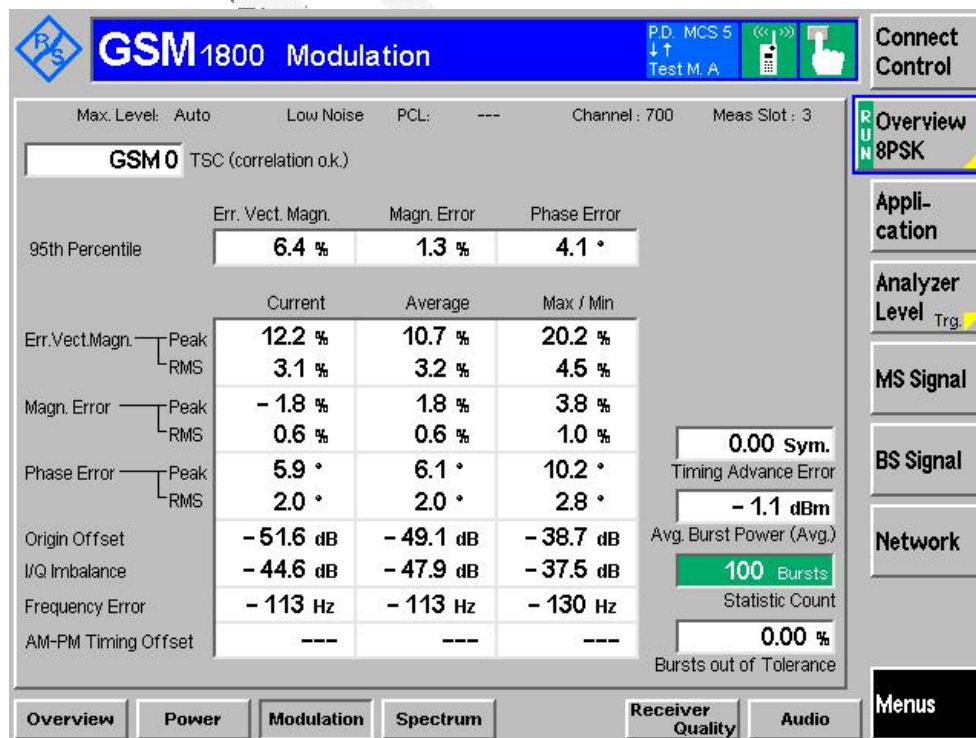 R/S GSM 1800 Modulation P.D. MCS 5
Test M. A
Connect Control
Max. Level: Auto Low Noise PCL: --- Channel : 700 Meas Slot : 3
RUN Overview 8PSK
GSM 0 TSC (correlation o.k.)
Appli-
cation
Err. Vect. Magn. Magn. Error Phase Error
95th Percentile 6.4 % 1.3 % 4.1 °
Analyzer Level Trg.
Current Average Max / Min
Err.Vect.Magn. Peak 12.2 % 10.7 % 20.2 %
RMS 3.1 % 3.2 % 4.5 %
MS Signal
Magn. Error Peak – 1.8 % 1.8 % 3.8 %
RMS 0.6 % 0.6 % 1.0 %
0.00 Sym.
Timing Advance Error
BS Signal
Phase Error Peak 5.9 ° 6.1 ° 10.2 °
RMS 2.0 ° 2.0 ° 2.8 °
– 1.1 dBm
Avg. Burst Power (Avg.)
Network
Origin Offset – 51.6 dB – 49.1 dB – 38.7 dB
I/Q Imbalance – 44.6 dB – 47.9 dB – 37.5 dB
100 Bursts
Statistic Count
Frequency Error – 113 Hz – 113 Hz – 130 Hz
AM-PM Timing Offset --- --- ---
0.00 %
Bursts out of Tolerance
Overview Power Modulation Spectrum Receiver Quality Audio Menus